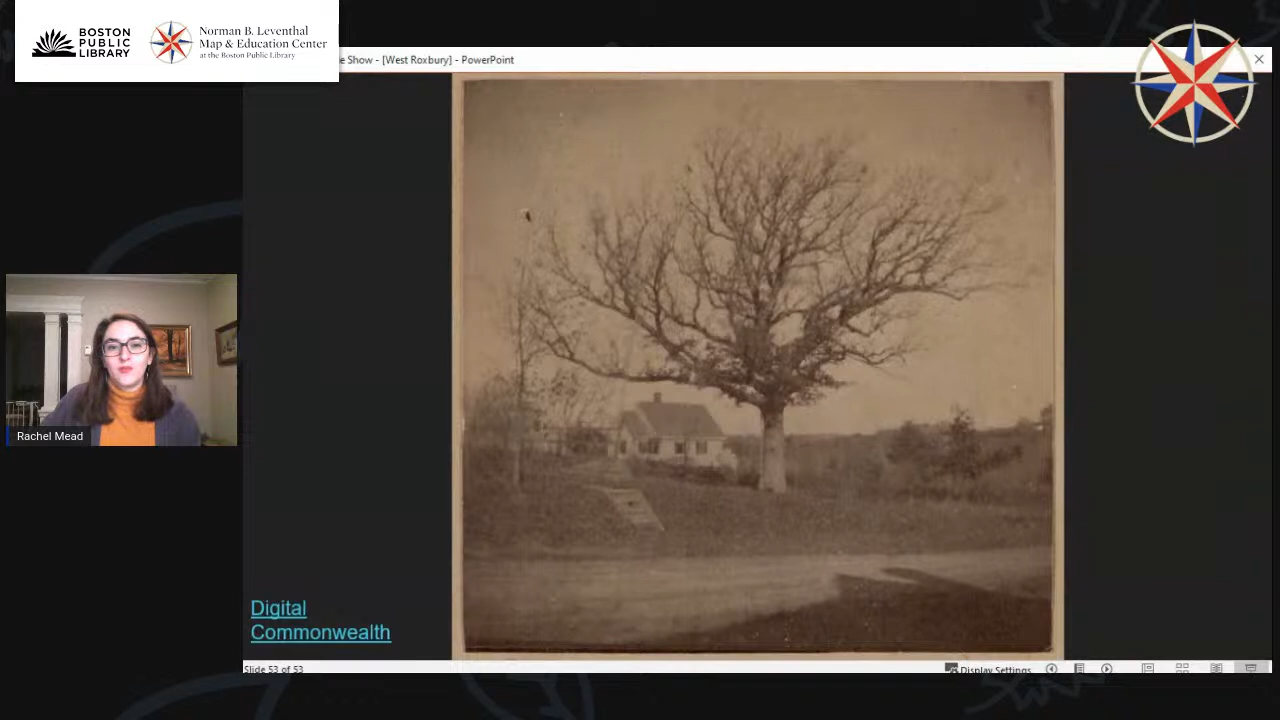 BOSTON
PUBLIC
LIBRARY
Norman B. Leventhal
Map & Education Center
at the Boston Public Library
e Show - [West Roxbury] - PowerPoint
Rachel Mead
Digital
Commonwealth
Slide 53 of 53
Display Settings